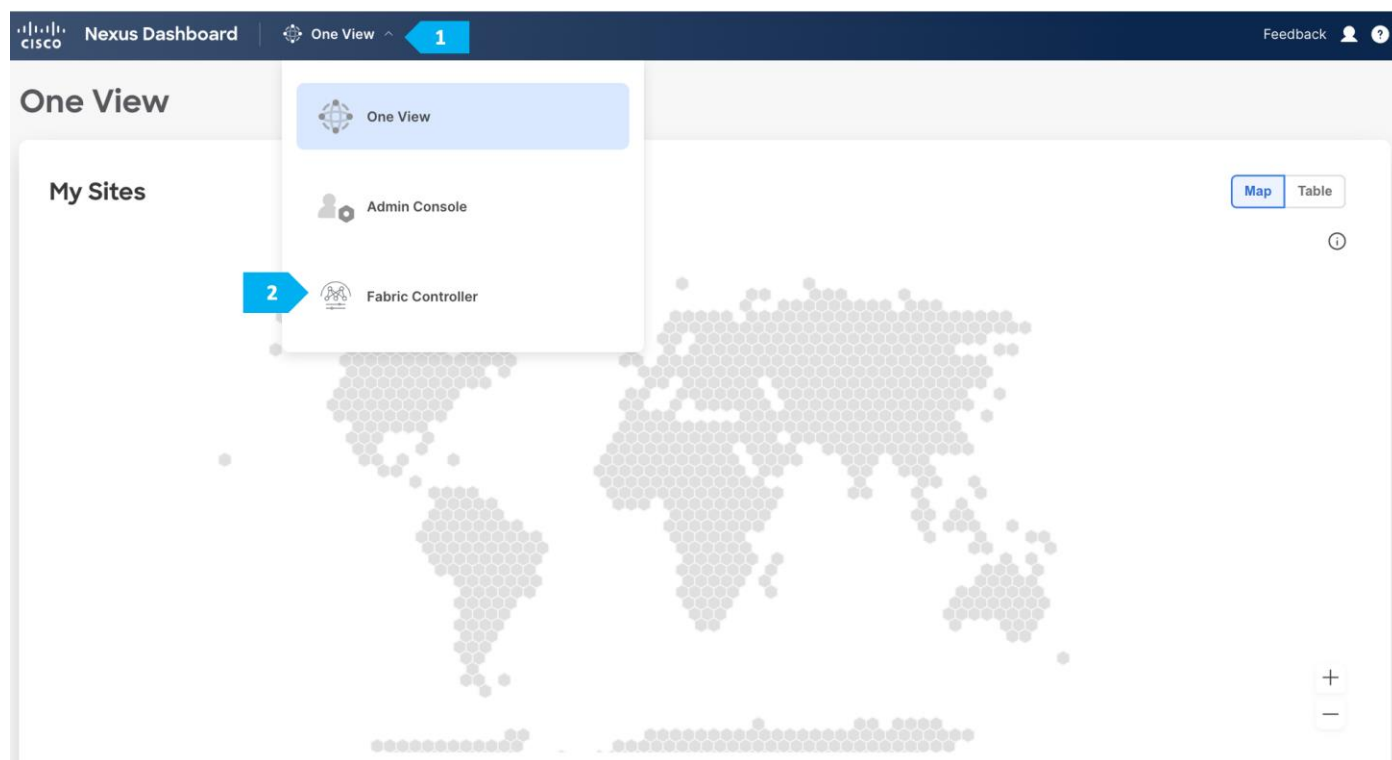 cisco Nexus Dashboard One View 1 Feedback ?
One View
One View
My Sites
Map Table
Admin Console
i
2 Fabric Controller
+
−